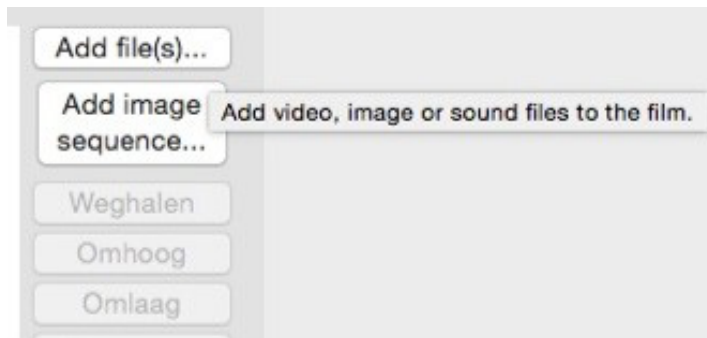 Add file(s)...
Add image
sequence...
Add video, image or sound files to the film.
Weghalen
Omhoog
Omlaag